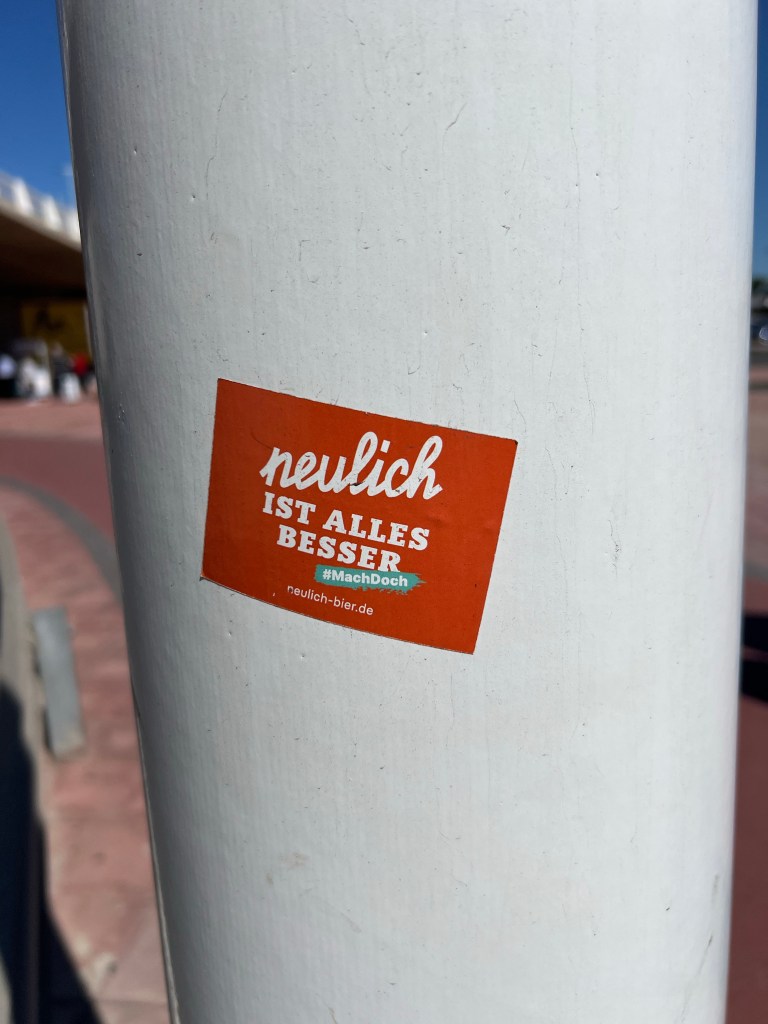 neulich
IST ALLES
BESSER
#MachDoch
neulich-bier.de